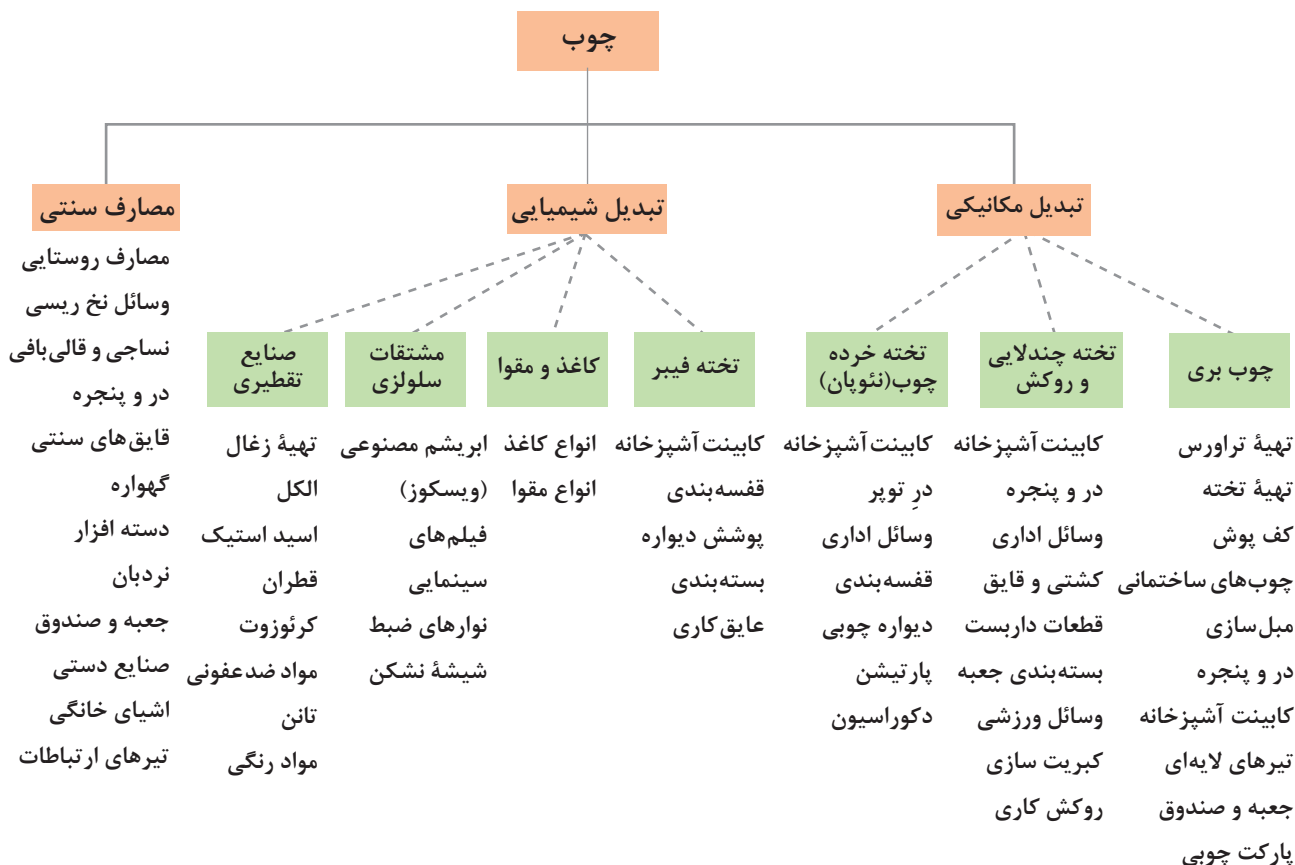 چوب
تبدیل مکانیکی
چوب بری
تهیۀ تراورس
تهیۀ تخته
کف پوش
چوب‌های ساختمانی
مبل‌سازی
در و پنجره
کابینت آشپزخانه
تیرهای لایه‌ای
جعبه و صندوق
پارکت چوبی
تخته چندلایی
و روکش
کابینت آشپزخانه
در و پنجره
وسائل اداری
کشتی و قایق
قطعات داربست
بسته‌بندی جعبه
وسائل ورزشی
کبریت سازی
روکش کاری
تخته خرده
چوب(نئوپان)
کابینت آشپزخانه
درِ توپر
وسائل اداری
قفسه‌بندی
دیواره چوبی
پارتیشن
دکوراسیون
تبدیل شیمیایی
تخته فیبر
کابینت آشپزخانه
قفسه‌بندی
پوشش دیواره
بسته‌بندی
عایق‌کاری
کاغذ و مقوا
انواع کاغذ
انواع مقوا
مشتقات
سلولزی
ابریشم مصنوعی
(ویسکوز)
فیلم‌های
سینمایی
نوارهای ضبط
شیشۀ نشکن
صنایع
تقطیری
تهیۀ زغال
الکل
اسید استیک
قطران
کرئوزوت
مواد ضدعفونی
تانن
مواد رنگی
مصارف سنتی
مصارف روستایی
وسائل نخ ریسی
نساجی و قالی‌بافی
در و پنجره
قایق‌های سنتی
گهواره
دسته افزار
نردبان
جعبه و صندوق
صنایع دستی
اشیای خانگی
تیرهای ارتباطات